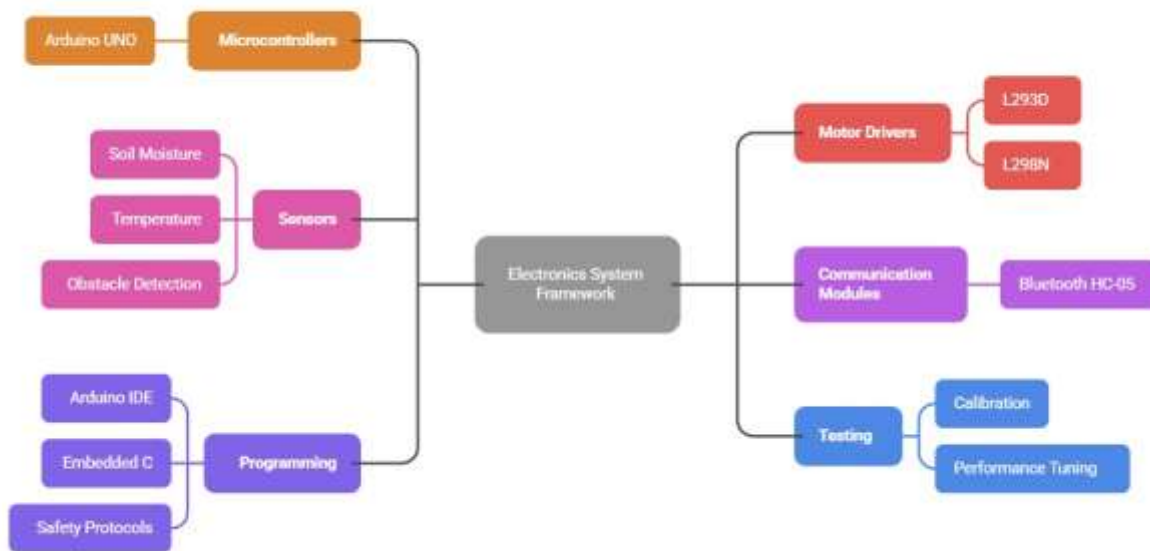 Arduino UNO
Microcontrollers
Soil Moisture
Temperature
Obstacle Detection
Sensors
Arduino IDE
Embedded C
Safety Protocols
Programming
Electronics System
Framework
Motor Drivers
L293D
L298N
Communication
Modules
Bluetooth HC-05
Testing
Calibration
Performance Tuning